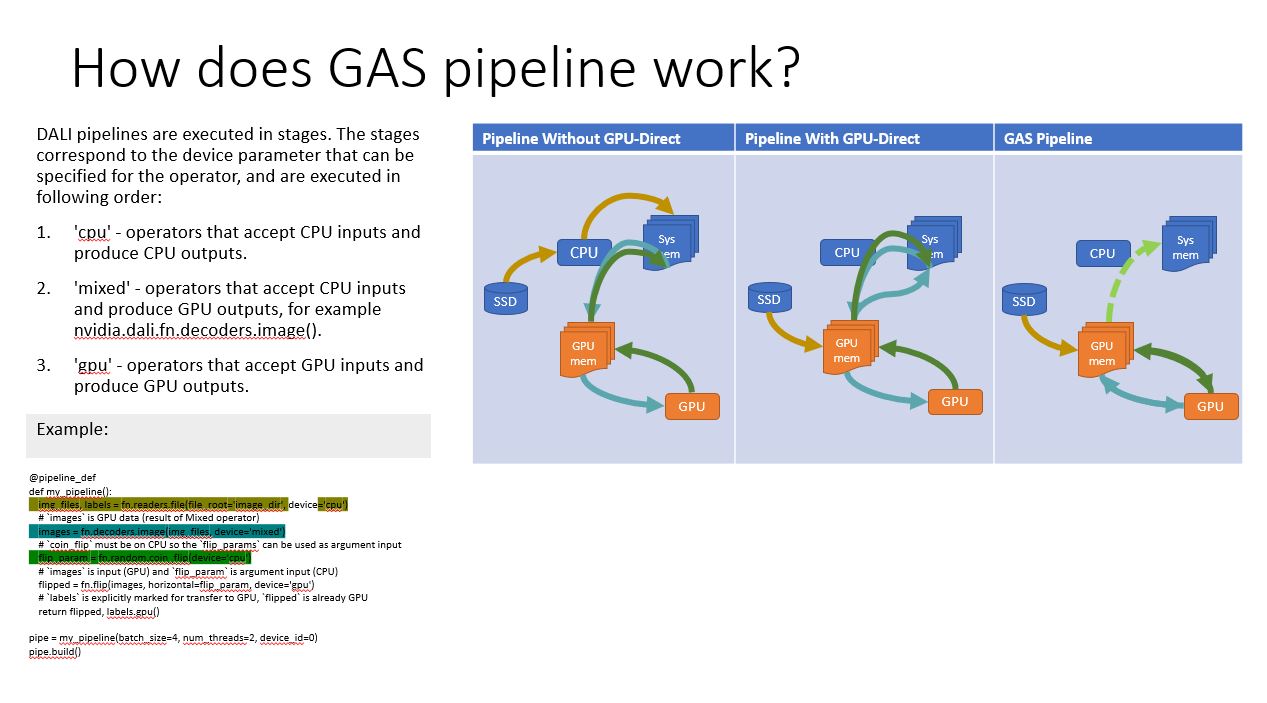 How does GAS pipeline work?
DALI pipelines are executed in stages. The stages
correspond to the device parameter that can be
specified for the operator, and are executed in
following order:
1. 'cpu' - operators that accept CPU inputs and
produce CPU outputs.
2. 'mixed' - operators that accept CPU inputs
and produce GPU outputs, for example
nvidia.dali.fn.decoders.image().
3. 'gpu' - operators that accept GPU inputs and
produce GPU outputs.
Example:
@pipeline_def
def my_pipeline():
img_files, labels = fn.readers.file(file_root='image_dir', device='cpu')
# `images` is GPU data (result of Mixed operator)
images = fn.decoders.image(img_files, device='mixed')
# `coin_flip` must be on CPU so the `flip_params` can be used as argument input
flip_param = fn.random.coin_flip(device='cpu')
# `images` is input (GPU) and `flip_param` is argument input (CPU)
flipped = fn.flip(images, horizontal=flip_param, device='gpu')
# `labels` is explicitly marked for transfer to GPU, `flipped` is already GPU
return flipped, labels.gpu()
pipe = my_pipeline(batch_size=4, num_threads=2, device_id=0)
pipe.build()
Pipeline Without GPU-Direct
SSD
CPU
Sys
mem
GPU
mem
GPU
Pipeline With GPU-Direct
SSD
CPU
Sys
mem
GPU
mem
GPU
GAS Pipeline
SSD
CPU
Sys
mem
GPU
mem
GPU